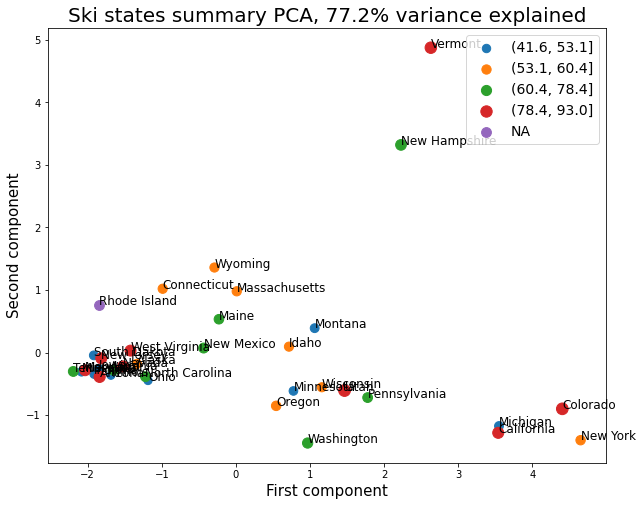 Ski states summary PCA, 77.2% variance explained
Second component
First component
5
4
3
2
1
0
−1
−2
−1
0
1
2
3
4
(41.6, 53.1]
(53.1, 60.4]
(60.4, 78.4]
(78.4, 93.0]
NA
Vermont
New Hampshire
Wyoming
Connecticut
Massachusetts
Rhode Island
Maine
Montana
New Mexico
Idaho
West Virginia
South Dakota
New Jersey
North Carolina
Ohio
Minnesota
Wisconsin
Utah
Pennsylvania
Oregon
Washington
Colorado
Michigan
California
New York